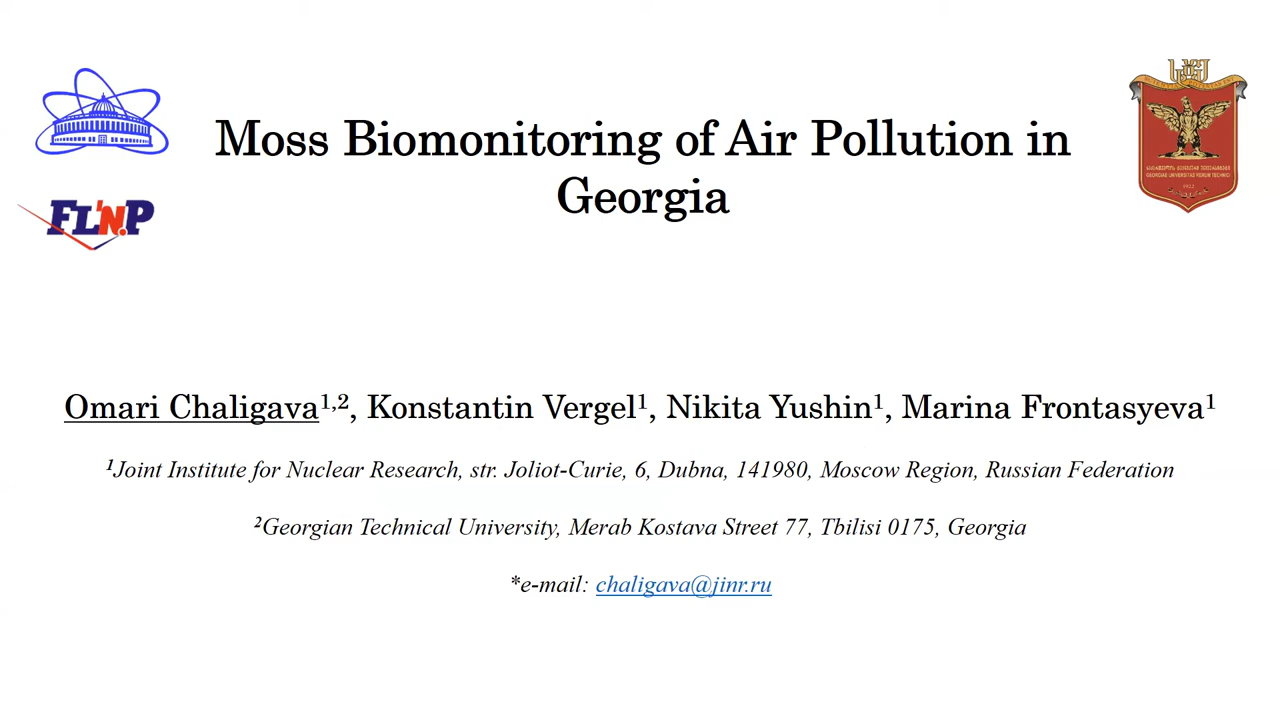 Moss Biomonitoring of Air Pollution in
Georgia
FLNP
Omari Chaligava1,2, Konstantin Vergel1, Nikita Yushin1, Marina Frontasyeva1
1Joint Institute for Nuclear Research, str. Joliot-Curie, 6, Dubna, 141980, Moscow Region, Russian Federation
2Georgian Technical University, Merab Kostava Street 77, Tbilisi 0175, Georgia
*e-mail: chaligava@jinr.ru